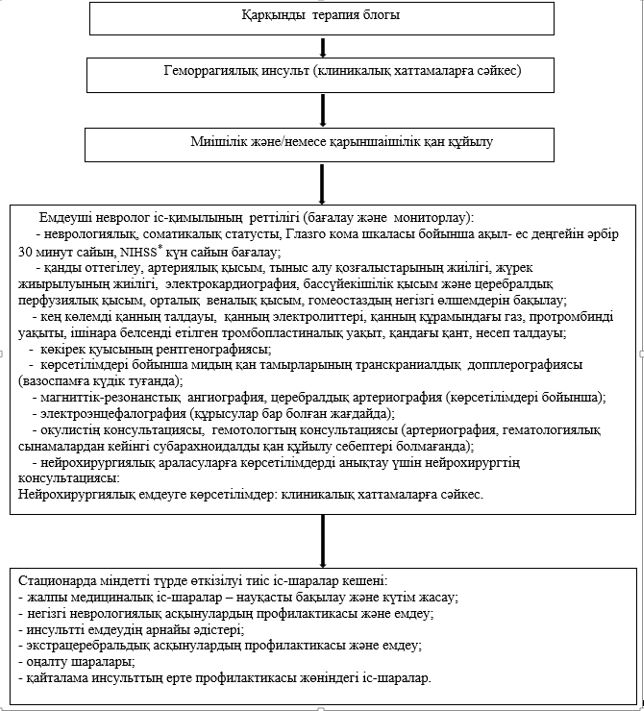 Қарқынды терапия блогы
Геморрагиялық инсульт (клиникалық хаттамаларға сәйкес)
Миішілік және/немесе қарыншаішілік қан құйылу
Емдеуші невролог іс-қимылының реттілігі (бағалау және мониторлау):
- неврологиялық, соматикалық статусты, Глазго кома шкаласы бойынша ақыл- ес деңгейін әрбір
30 минут сайын, NIHSS* күн сайын бағалау;
- қанды оттегілеу, артериялық қысым, тыныс алу қозғалыстарының жиілігі, жүрек
жиырылуының жиілігі, электрокардиография, бассүйекішілік қысым және церебралдық
перфузиялық қысым, орталық веналық қысым, гомеостаздың негізгі өлшемдерін бақылау;
- кең көлемді қанның талдауы, қанның электролиттері, қанның құрамындағы газ, протромбинді
уақыты, ішінара белсенді етілген тромбопластиналық уақыт, қандағы қант, несеп талдауы;
- көкірек қуысының рентгенографиясы;
- көрсетілімдері бойынша мидың қан тамырларының транскраниалдық допплерографиясы
(вазоспамға күдік туғанда);
- магниттік-резонанстық ангиография, церебралдық артериография (көрсетілімдері бойынша);
- электроэнцефалография (құрысулар бар болған жағдайда);
- окулистің консультациясы, гемотологтың консультациясы (артериография, гематологиялық
сынамалардан кейінгі субарахноидалды қан құйылу себептері болмағанда);
- нейрохирургиялық араласуларға көрсетілімдерді анықтау үшін нейрохирургтің
консультациясы:
Нейрохирургиялық емдеуге көрсетілімдер: клиникалық хаттамаларға сәйкес.
Стационарда міндетті түрде өткізілуі тиіс іс-шаралар кешені:
- жалпы медициналық іс-шаралар – науқасты бақылау және күтім жасау;
- негізгі неврологиялық асқынулардың профилактикасы және емдеу;
- инсультті емдеудің арнайы әдістері;
- экстрацеребральдық асқынулардың профилактикасы және емдеу;
- оңалту шаралары;
- қайталама инсульттың ерте профилактикасы жөніндегі іс-шаралар.